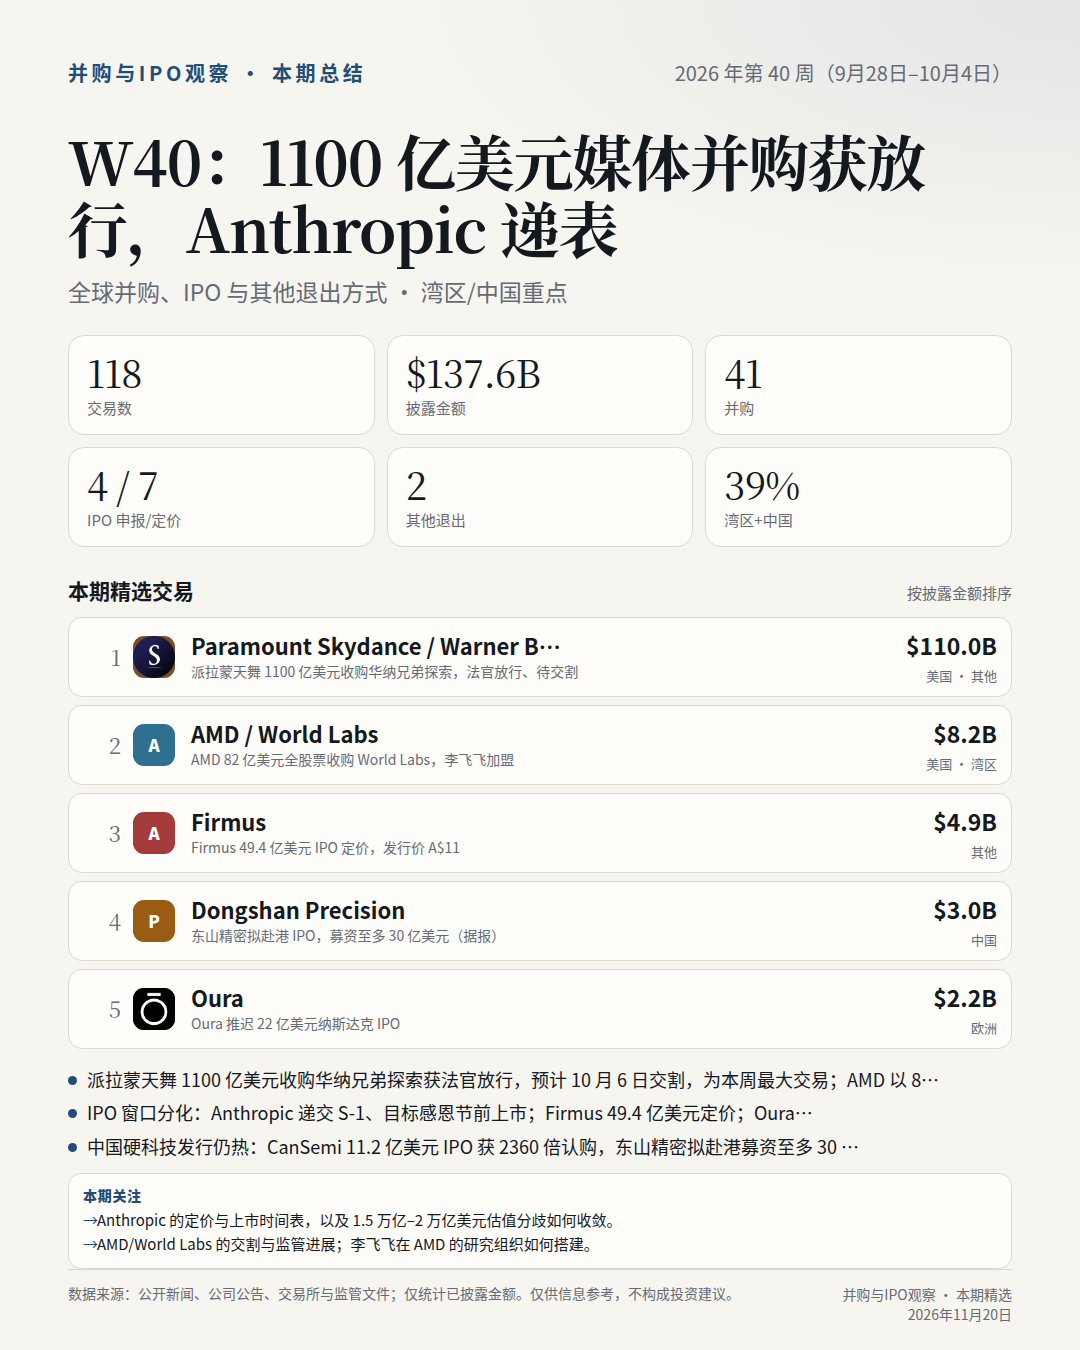 并购与IPO观察 · 本期总结
2026 年第 40 周（9月28日–10月4日）
W40：1100 亿美元媒体并购获放
行，Anthropic 递表
全球并购、IPO 与其他退出方式 · 湾区/中国重点
118
交易数
$137.6B
披露金额
41
并购
4 / 7
IPO 申报/定价
2
其他退出
39%
湾区+中国
本期精选交易
按披露金额排序
1
S
Paramount Skydance / Warner B…
派拉蒙天舞 1100 亿美元收购华纳兄弟探索，法官放行、待交割
$110.0B
美国 · 其他
2
A
AMD / World Labs
AMD 82 亿美元全股票收购 World Labs，李飞飞加盟
$8.2B
美国 · 湾区
3
A
Firmus
Firmus 49.4 亿美元 IPO 定价，发行价 A$11
$4.9B
其他
4
P
Dongshan Precision
东山精密拟赴港 IPO，募资至多 30 亿美元（据报）
$3.0B
中国
5
Oura
Oura 推迟 22 亿美元纳斯达克 IPO
$2.2B
欧洲
派拉蒙天舞 1100 亿美元收购华纳兄弟探索获法官放行，预计 10 月 6 日交割，为本周最大交易；AMD 以 8…
IPO 窗口分化：Anthropic 递交 S-1、目标感恩节前上市；Firmus 49.4 亿美元定价；Oura…
中国硬科技发行仍热：CanSemi 11.2 亿美元 IPO 获 2360 倍认购，东山精密拟赴港募资至多 30 …
本期关注
→Anthropic 的定价与上市时间表，以及 1.5 万亿–2 万亿美元估值分歧如何收敛。
→AMD/World Labs 的交割与监管进展；李飞飞在 AMD 的研究组织如何搭建。
数据来源：公开新闻、公司公告、交易所与监管文件；仅统计已披露金额。仅供信息参考，不构成投资建议。
并购与IPO观察 · 本期精选
2026年11月20日